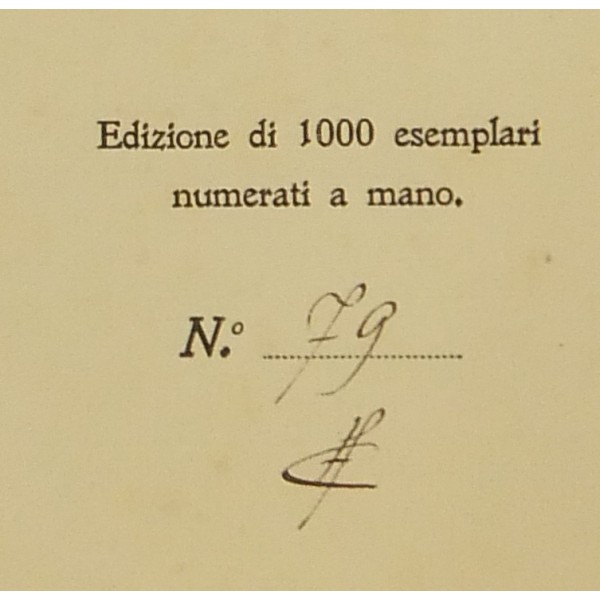 Edizione di 1000 esemplari
numerati a mano.
N.º 79